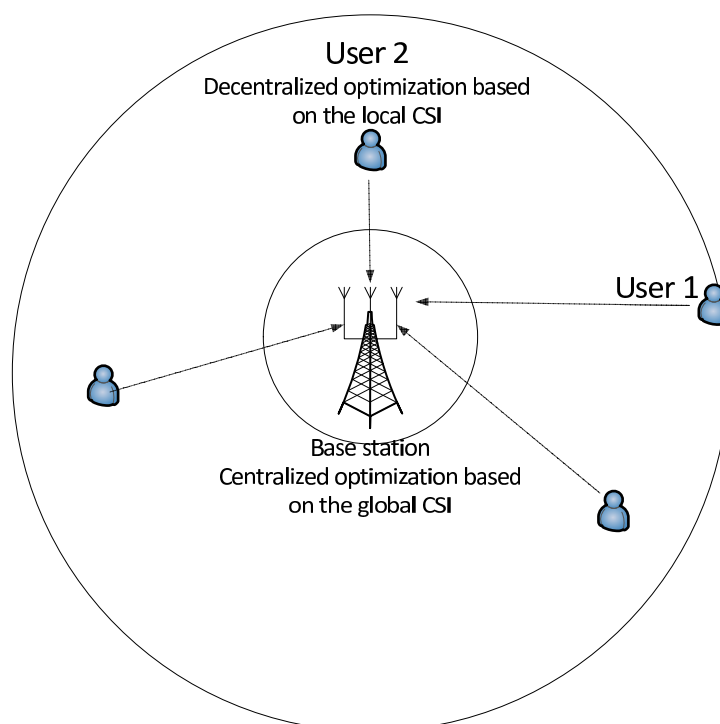 User 2
Decentralized optimization based
on the local CSI
User 1
Base station
Centralized optimization based
on the global CSI